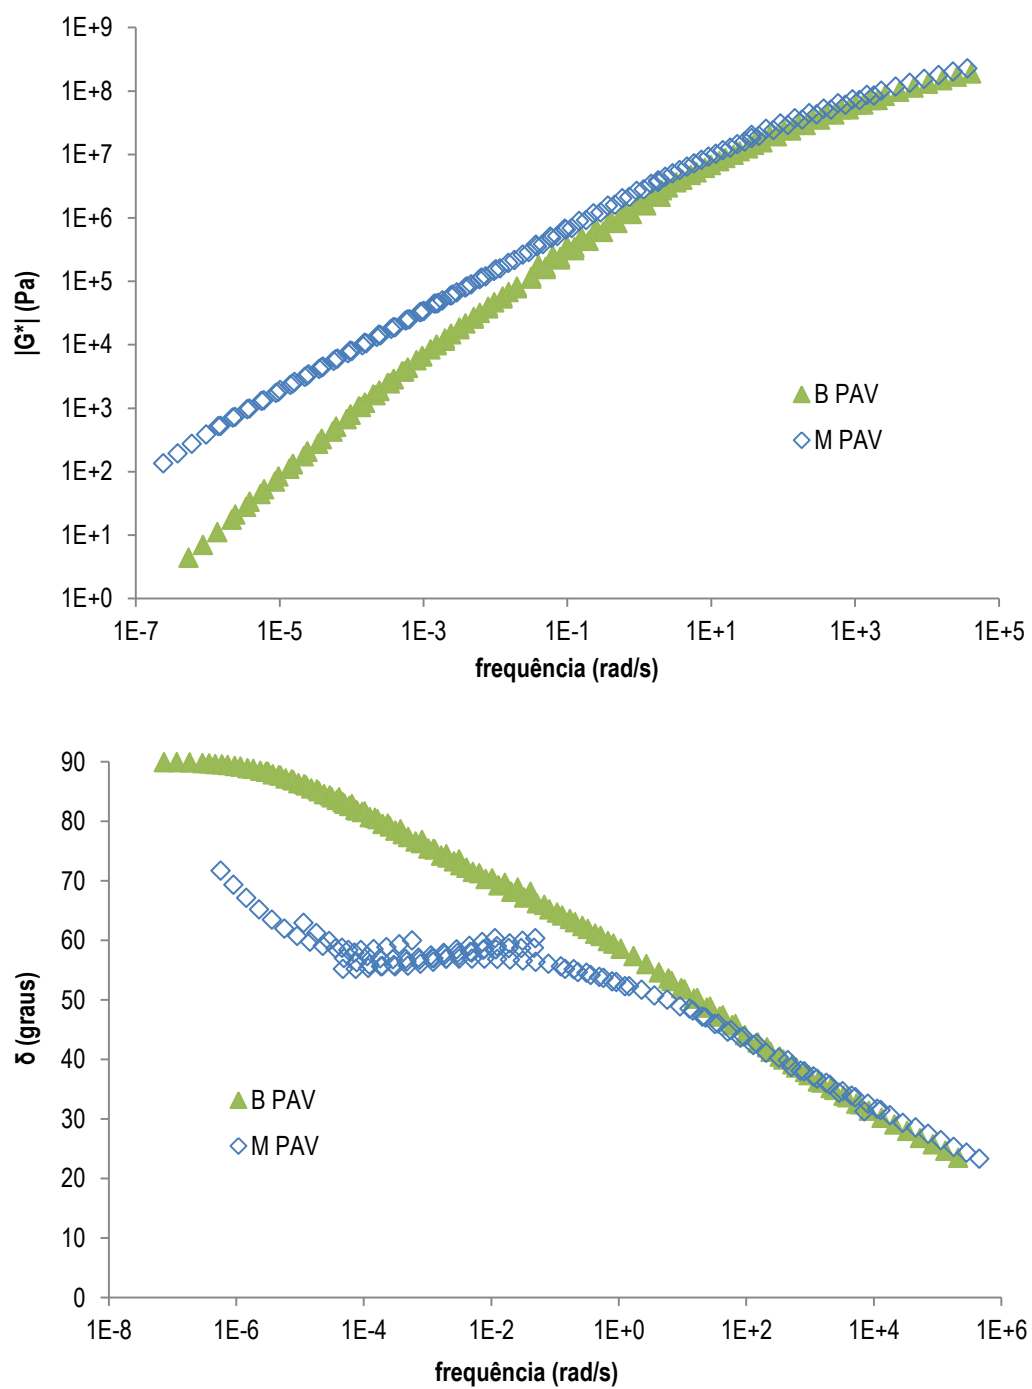 1E+9
1E+8
1E+7
1E+6
1E+5
1E+4
1E+3
1E+2
1E+1
1E+0
|G*| (Pa)
B PAV
M PAV
1E-7 1E-5 1E-3 1E-1 1E+1 1E+3 1E+5
frequência (rad/s)
90
80
70
60
50
40
30
20
10
0
δ (graus)
B PAV
M PAV
1E-8 1E-6 1E-4 1E-2 1E+0 1E+2 1E+4 1E+6
frequência (rad/s)